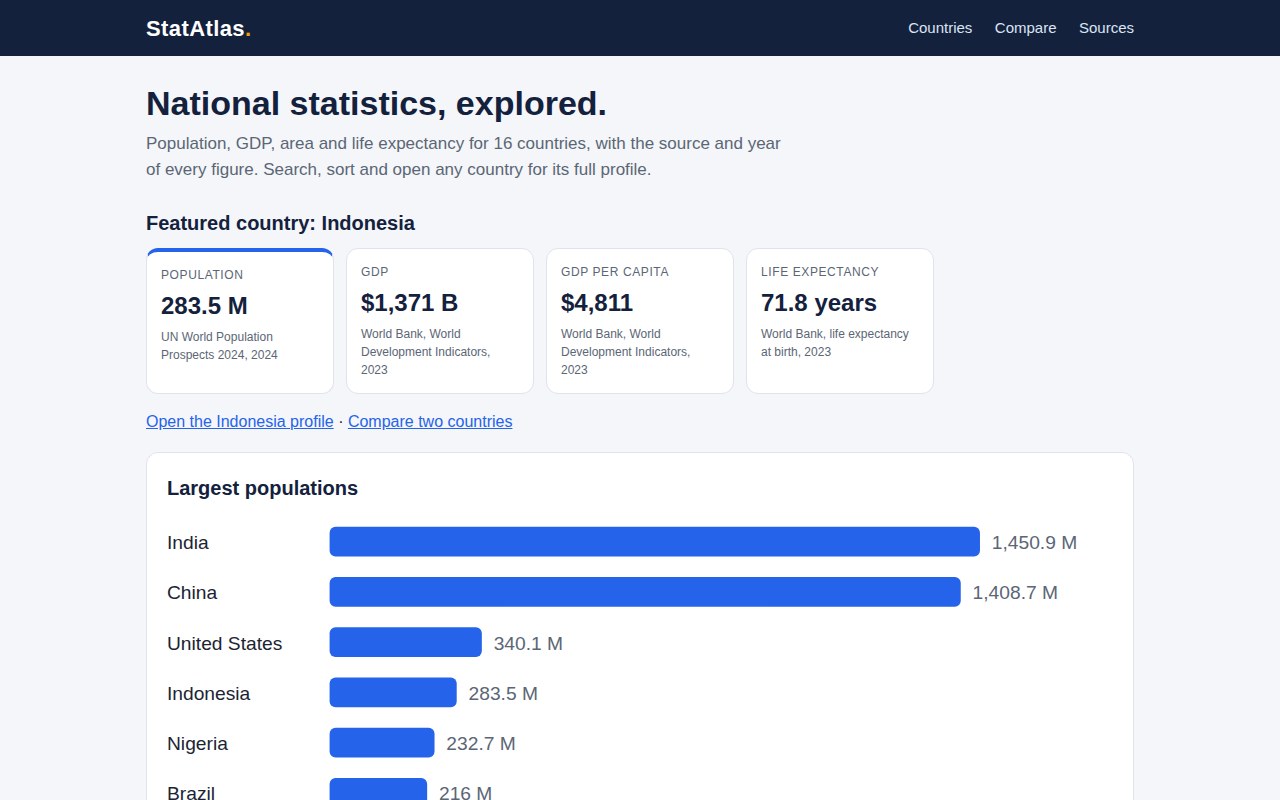 StatAtlas.
Countries Compare Sources
National statistics, explored.
Population, GDP, area and life expectancy for 16 countries, with the source and year
of every figure. Search, sort and open any country for its full profile.
Featured country: Indonesia
POPULATION
283.5 M
UN World Population
Prospects 2024, 2024
GDP
$1,371 B
World Bank, World
Development Indicators,
2023
GDP PER CAPITA
$4,811
World Bank, World
Development Indicators,
2023
LIFE EXPECTANCY
71.8 years
World Bank, life expectancy
at birth, 2023
Open the Indonesia profile · Compare two countries
Largest populations
India 1,450.9 M
China 1,408.7 M
United States 340.1 M
Indonesia 283.5 M
Nigeria 232.7 M
Brazil 216 M